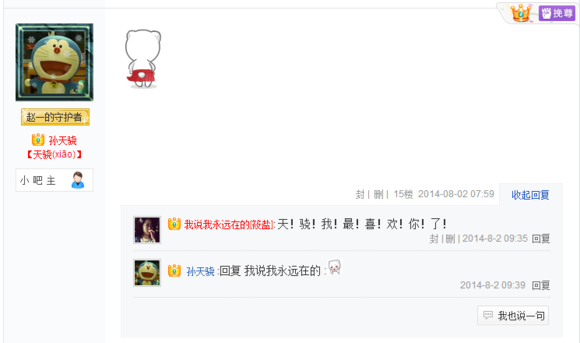 挽尊
赵一的守护者
孙天骁
【天骁(xiāo)】
小吧主
封 | 删 | 15楼 2014-08-02 07:59 收起回复
我说我永远在的[竣盐]:天！骁！我！最！喜！欢！你！了！
封 | 删 | 2014-8-2 09:35 回复
孙天骁 :回复 我说我永远在的 :
2014-8-2 09:39 回复
我也说一句